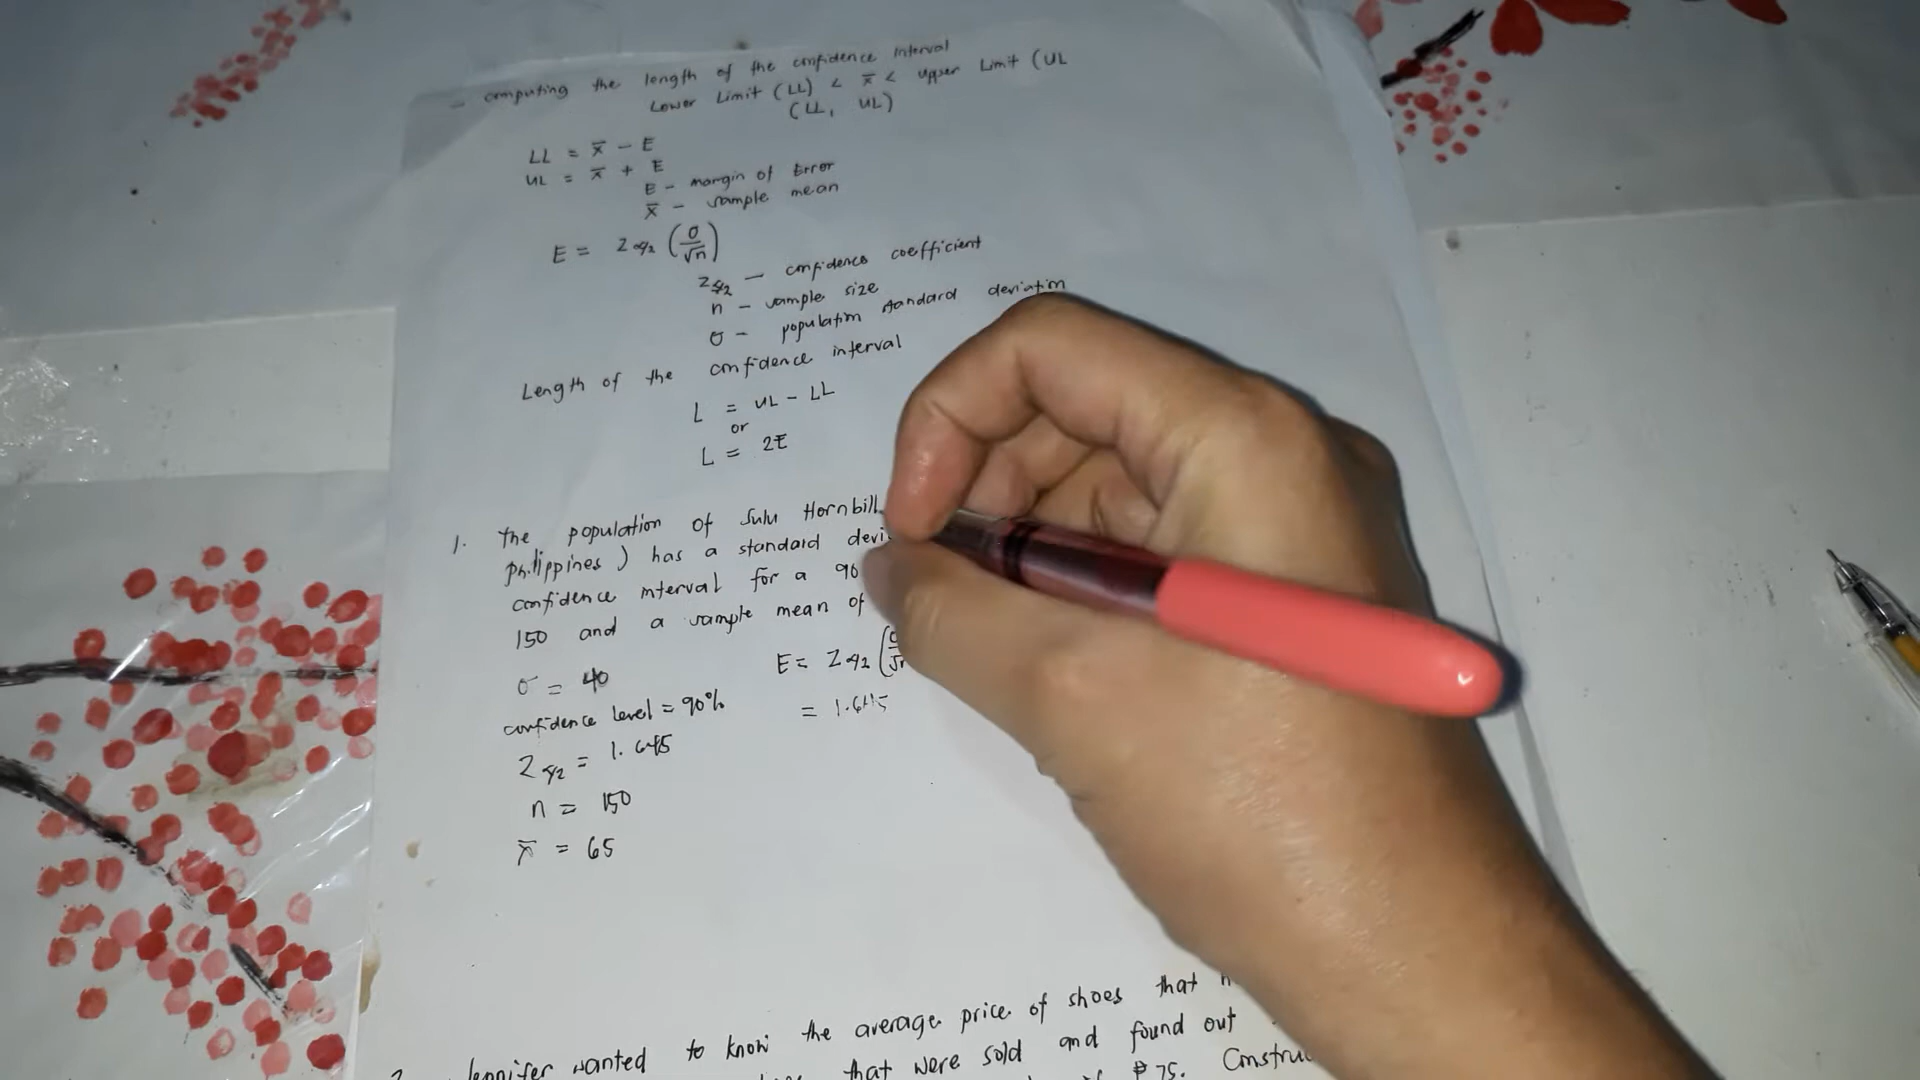 - computing the length of the confidence interval
Lower Limit (LL) < x̄ < upper Limit (UL
(LL, UL)
LL = x̄ - E
UL = x̄ + E
E - margin of Error
x̄ - sample mean
E = Zα/2 (σ/√n)
Zα/2 - confidence coefficient
n - sample size
σ - population standard deviation
Length of the confidence interval
L = UL - LL
or
L = 2E
1. The population of Sulu Hornbill
Philippines) has a standard devi
confidence interval for a 90
150 and a sample mean of
σ = 40
E = Zα/2 (σ/√n
confidence level = 90%
= 1.645
Zα/2 = 1.645
n = 150
x̄ = 65
Jennifer wanted to know the average price of shoes that
that were sold and found out
₱75. Construc